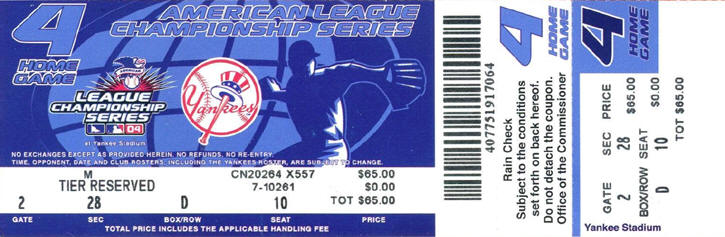 4
HOME
GAME
AMERICAN LEAGUE
CHAMPIONSHIP SERIES
AMERICAN
LEAGUE
CHAMPIONSHIP
SERIES
04
at Yankee Stadium
Yankees
NO EXCHANGES EXCEPT AS PROVIDED HEREIN. NO REFUNDS. NO RE-ENTRY.
TIME, OPPONENT, DATE AND CLUB ROSTERS, INCLUDING THE YANKEES ROSTER, ARE SUBJECT TO CHANGE.
M CN20264 X557 $65.00
TIER RESERVED 7-10261 $0.00
2 28 D 10 TOT $65.00
GATE SEC BOX/ROW SEAT PRICE
TOTAL PRICE INCLUDES THE APPLICABLE HANDLING FEE
407751917064
4
HOME
GAME
Rain Check
Subject to the conditions
set forth on back hereof.
Do not detach the coupon.
Office of the Commissioner
4
HOME
GAME
GATE SEC PRICE
2 28 $65.00
BOX/ROW SEAT $0.00
D 10 TOT $65.00
Yankee Stadium